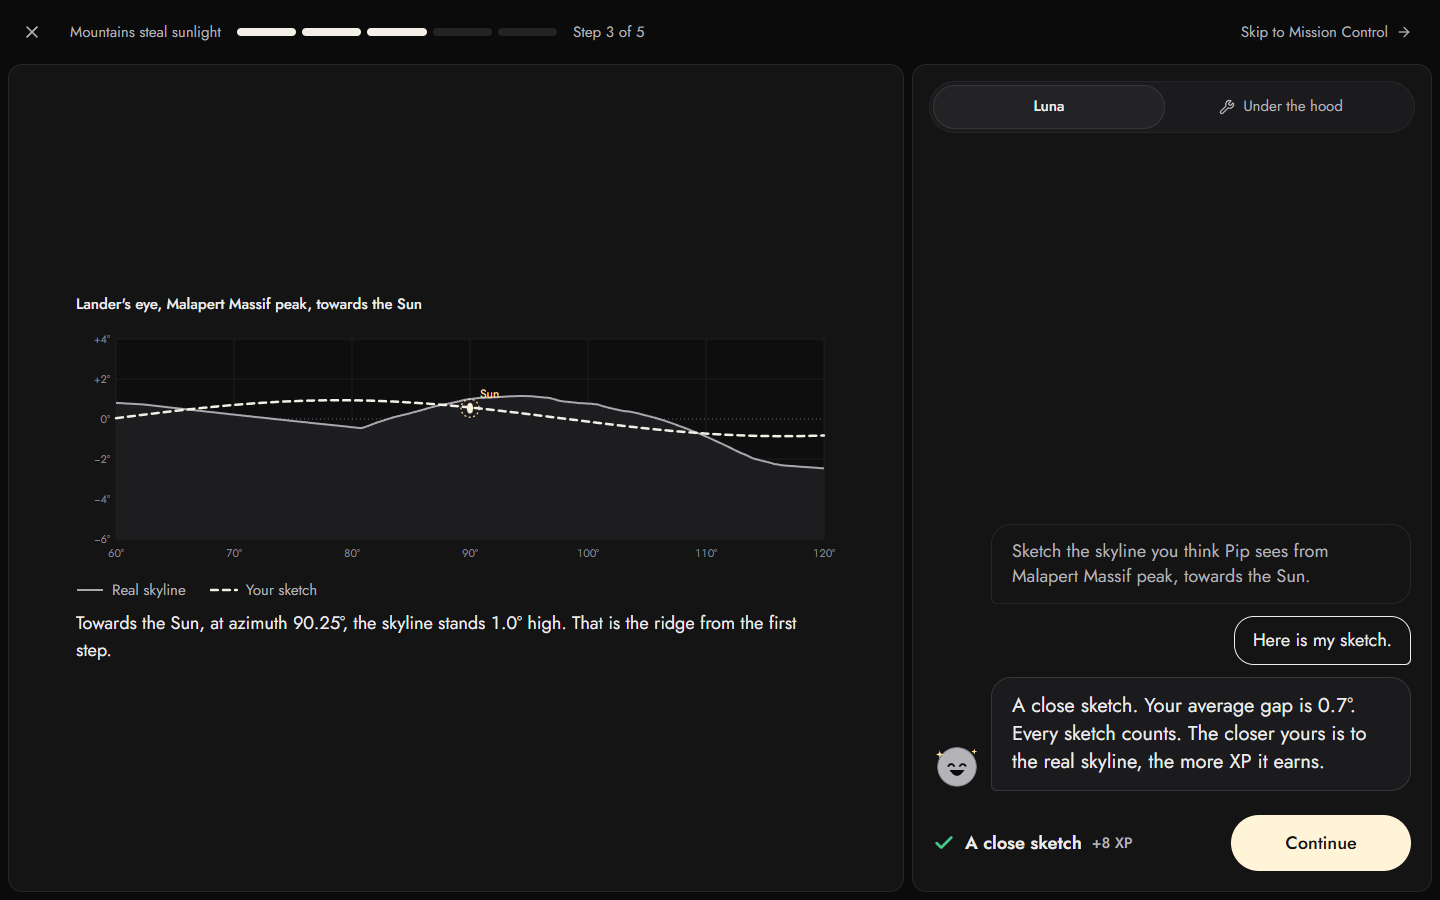 Mountains steal sunlight
Step 3 of 5
Skip to Mission Control
Lander's eye, Malapert Massif peak, towards the Sun
+4°
+2°
0°
−2°
−4°
−6°
Sun
60°
70°
80°
90°
100°
110°
120°
Real skyline
Your sketch
Towards the Sun, at azimuth 90.25°, the skyline stands 1.0° high. That is the ridge from the first
step.
Luna
Under the hood
Sketch the skyline you think Pip sees from
Malapert Massif peak, towards the Sun.
Here is my sketch.
A close sketch. Your average gap is 0.7°.
Every sketch counts. The closer yours is to
the real skyline, the more XP it earns.
A close sketch +8 XP
Continue